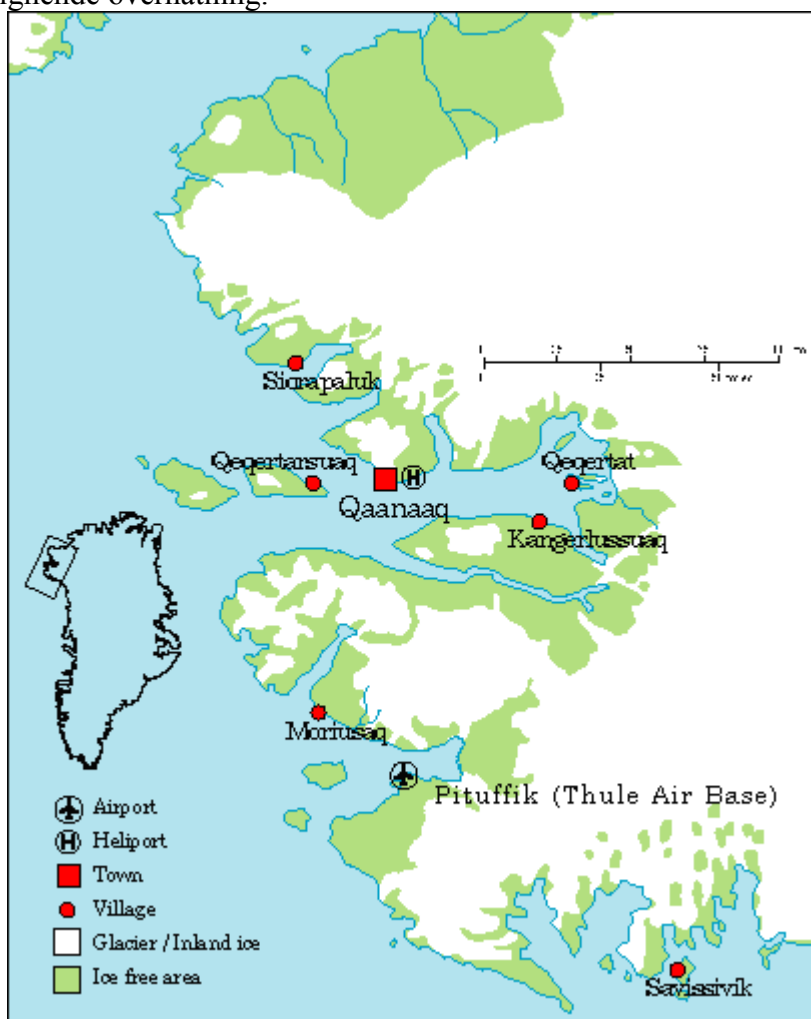 overnatning.
Siorapaluk
Qeqertarsuaq
Qeqertat
Qaanaaq
Kangerlussuaq
Moriusaq
Pituffik (Thule Air Base)
Airport
H Heliport
Town
Village
Glacier / Inland ice
Ice free area
Savissivik